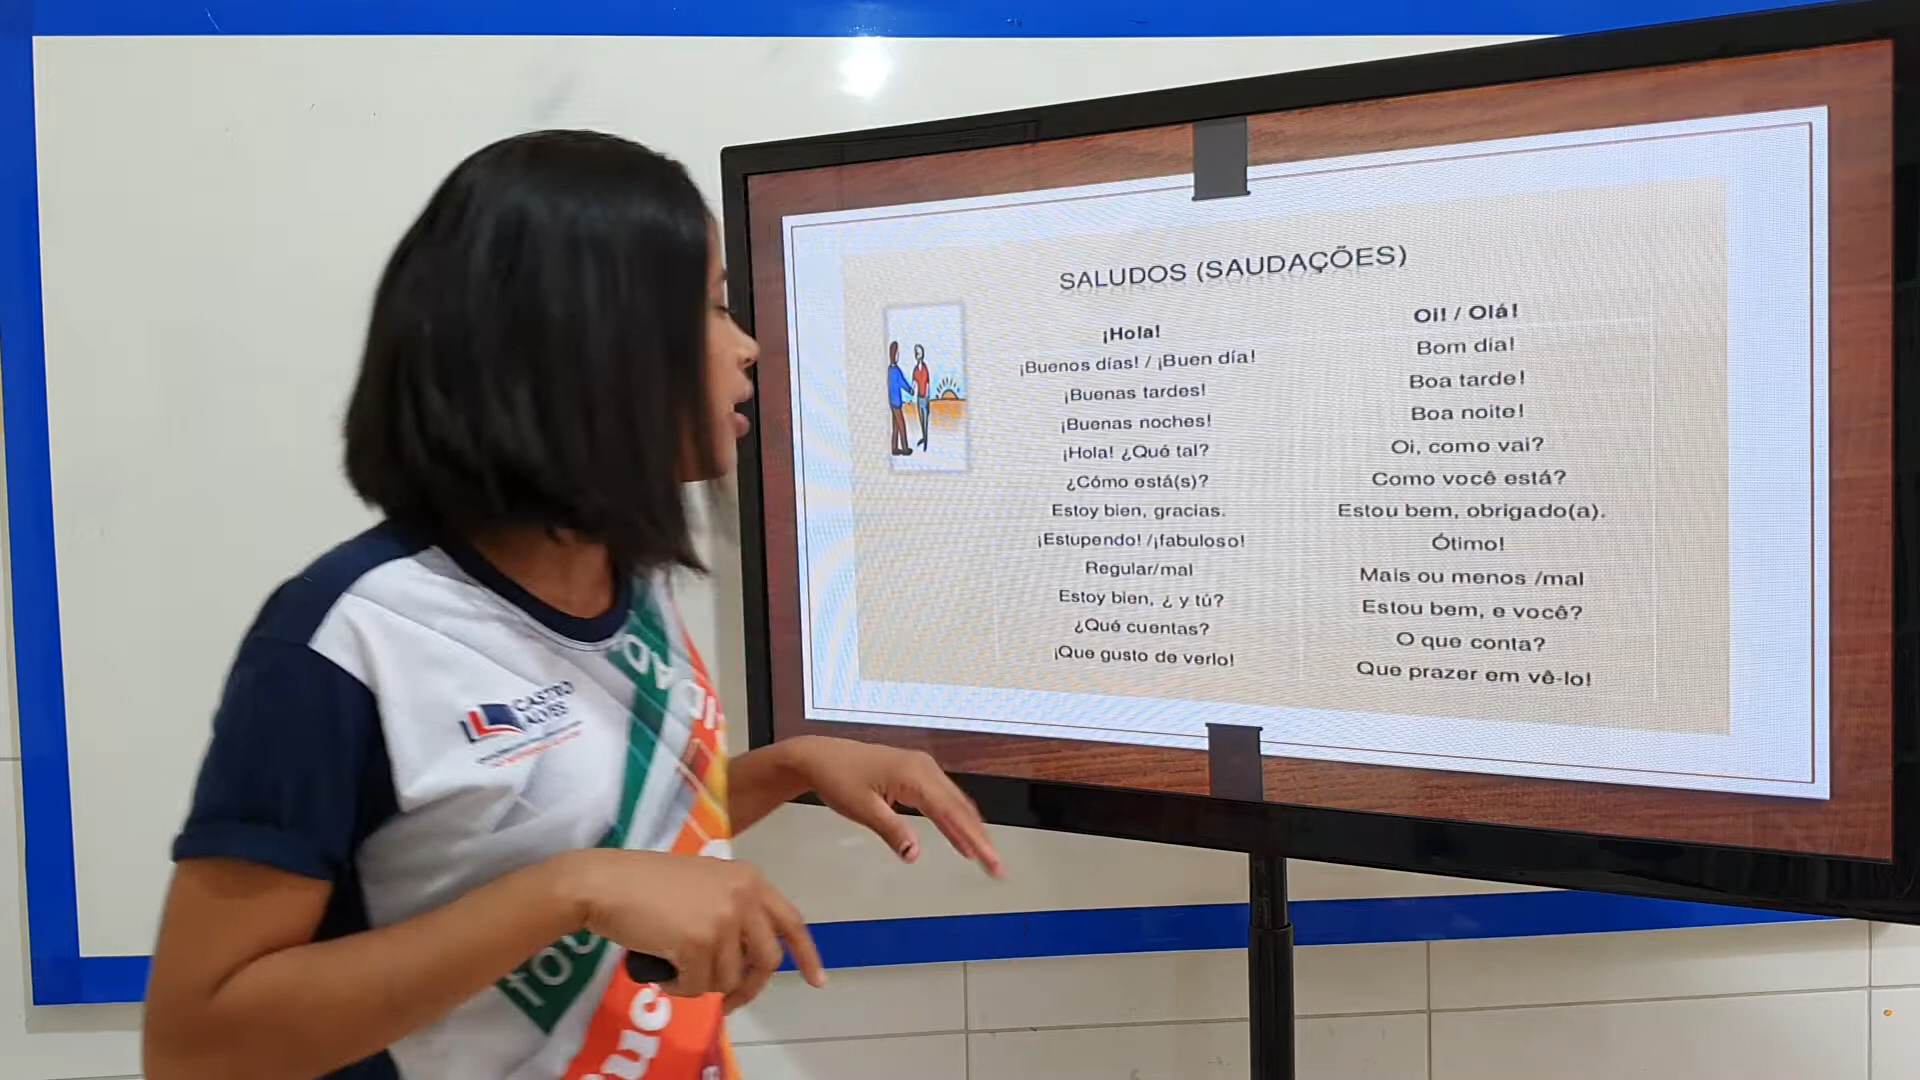 SALUDOS (SAUDAÇÕES)
¡Hola!
¡Buenos días! / ¡Buen día!
¡Buenas tardes!
¡Buenas noches!
¡Hola! ¿Qué tal?
¿Cómo está(s)?
Estoy bien, gracias.
¡Estupendo! /¡fabuloso!
Regular/mal
Estoy bien, ¿ y tú?
¿Qué cuentas?
¡Que gusto de verlo!
Oi! / Olá!
Bom dia!
Boa tarde!
Boa noite!
Oi, como vai?
Como você está?
Estou bem, obrigado(a).
Ótimo!
Mais ou menos /mal
Estou bem, e você?
O que conta?
Que prazer em vê-lo!
CASTRO
ALVES